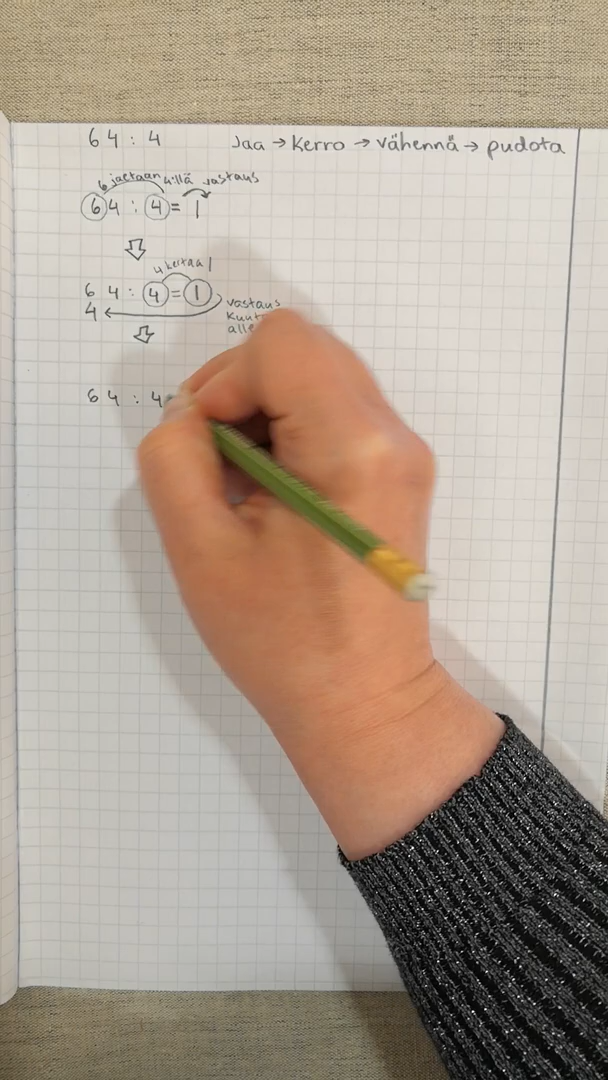 64 : 4 Jaa → Kerro → vähennä → pudota
6 jaetaan 4:llä vastaus
64 : 4 = 1
4 kertaa 1
64 : 4 = 1
4 ← vastaus
alle
64 : 4